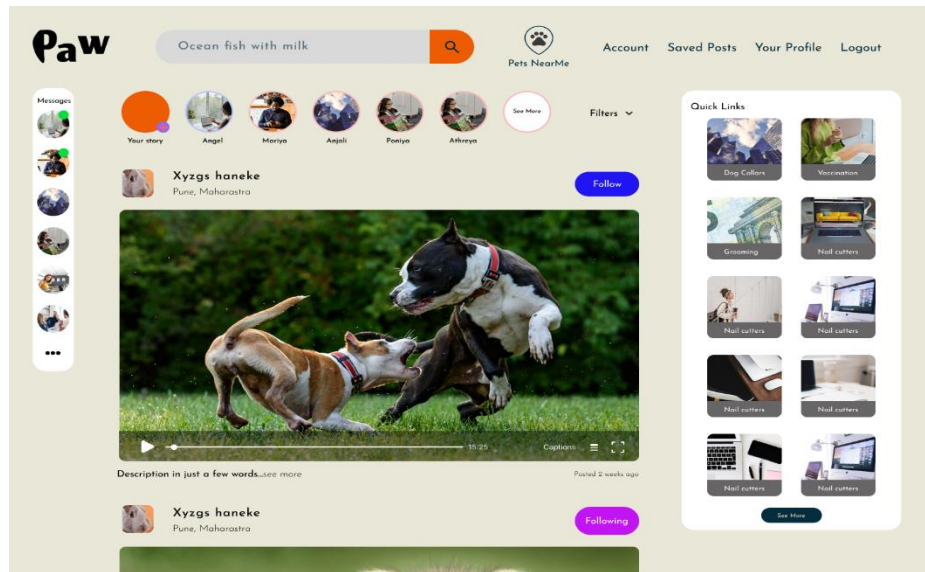 Paw
Ocean fish with milk
Pets NearMe
Account Saved Posts Your Profile Logout
Messages
Your story Angel Mariya Anjali Poniya Athreya See More
Filters
Xyzgs haneke
Pune, Maharastra
Follow
15:25 Captions
Description in just a few words...see more
Posted 2 weeks ago
Xyzgs haneke
Pune, Maharastra
Following
Quick Links
Dog Collars Vaccination
Grooming Nail cutters
Nail cutters Nail cutters
Nail cutters Nail cutters
Nail cutters Nail cutters
See More